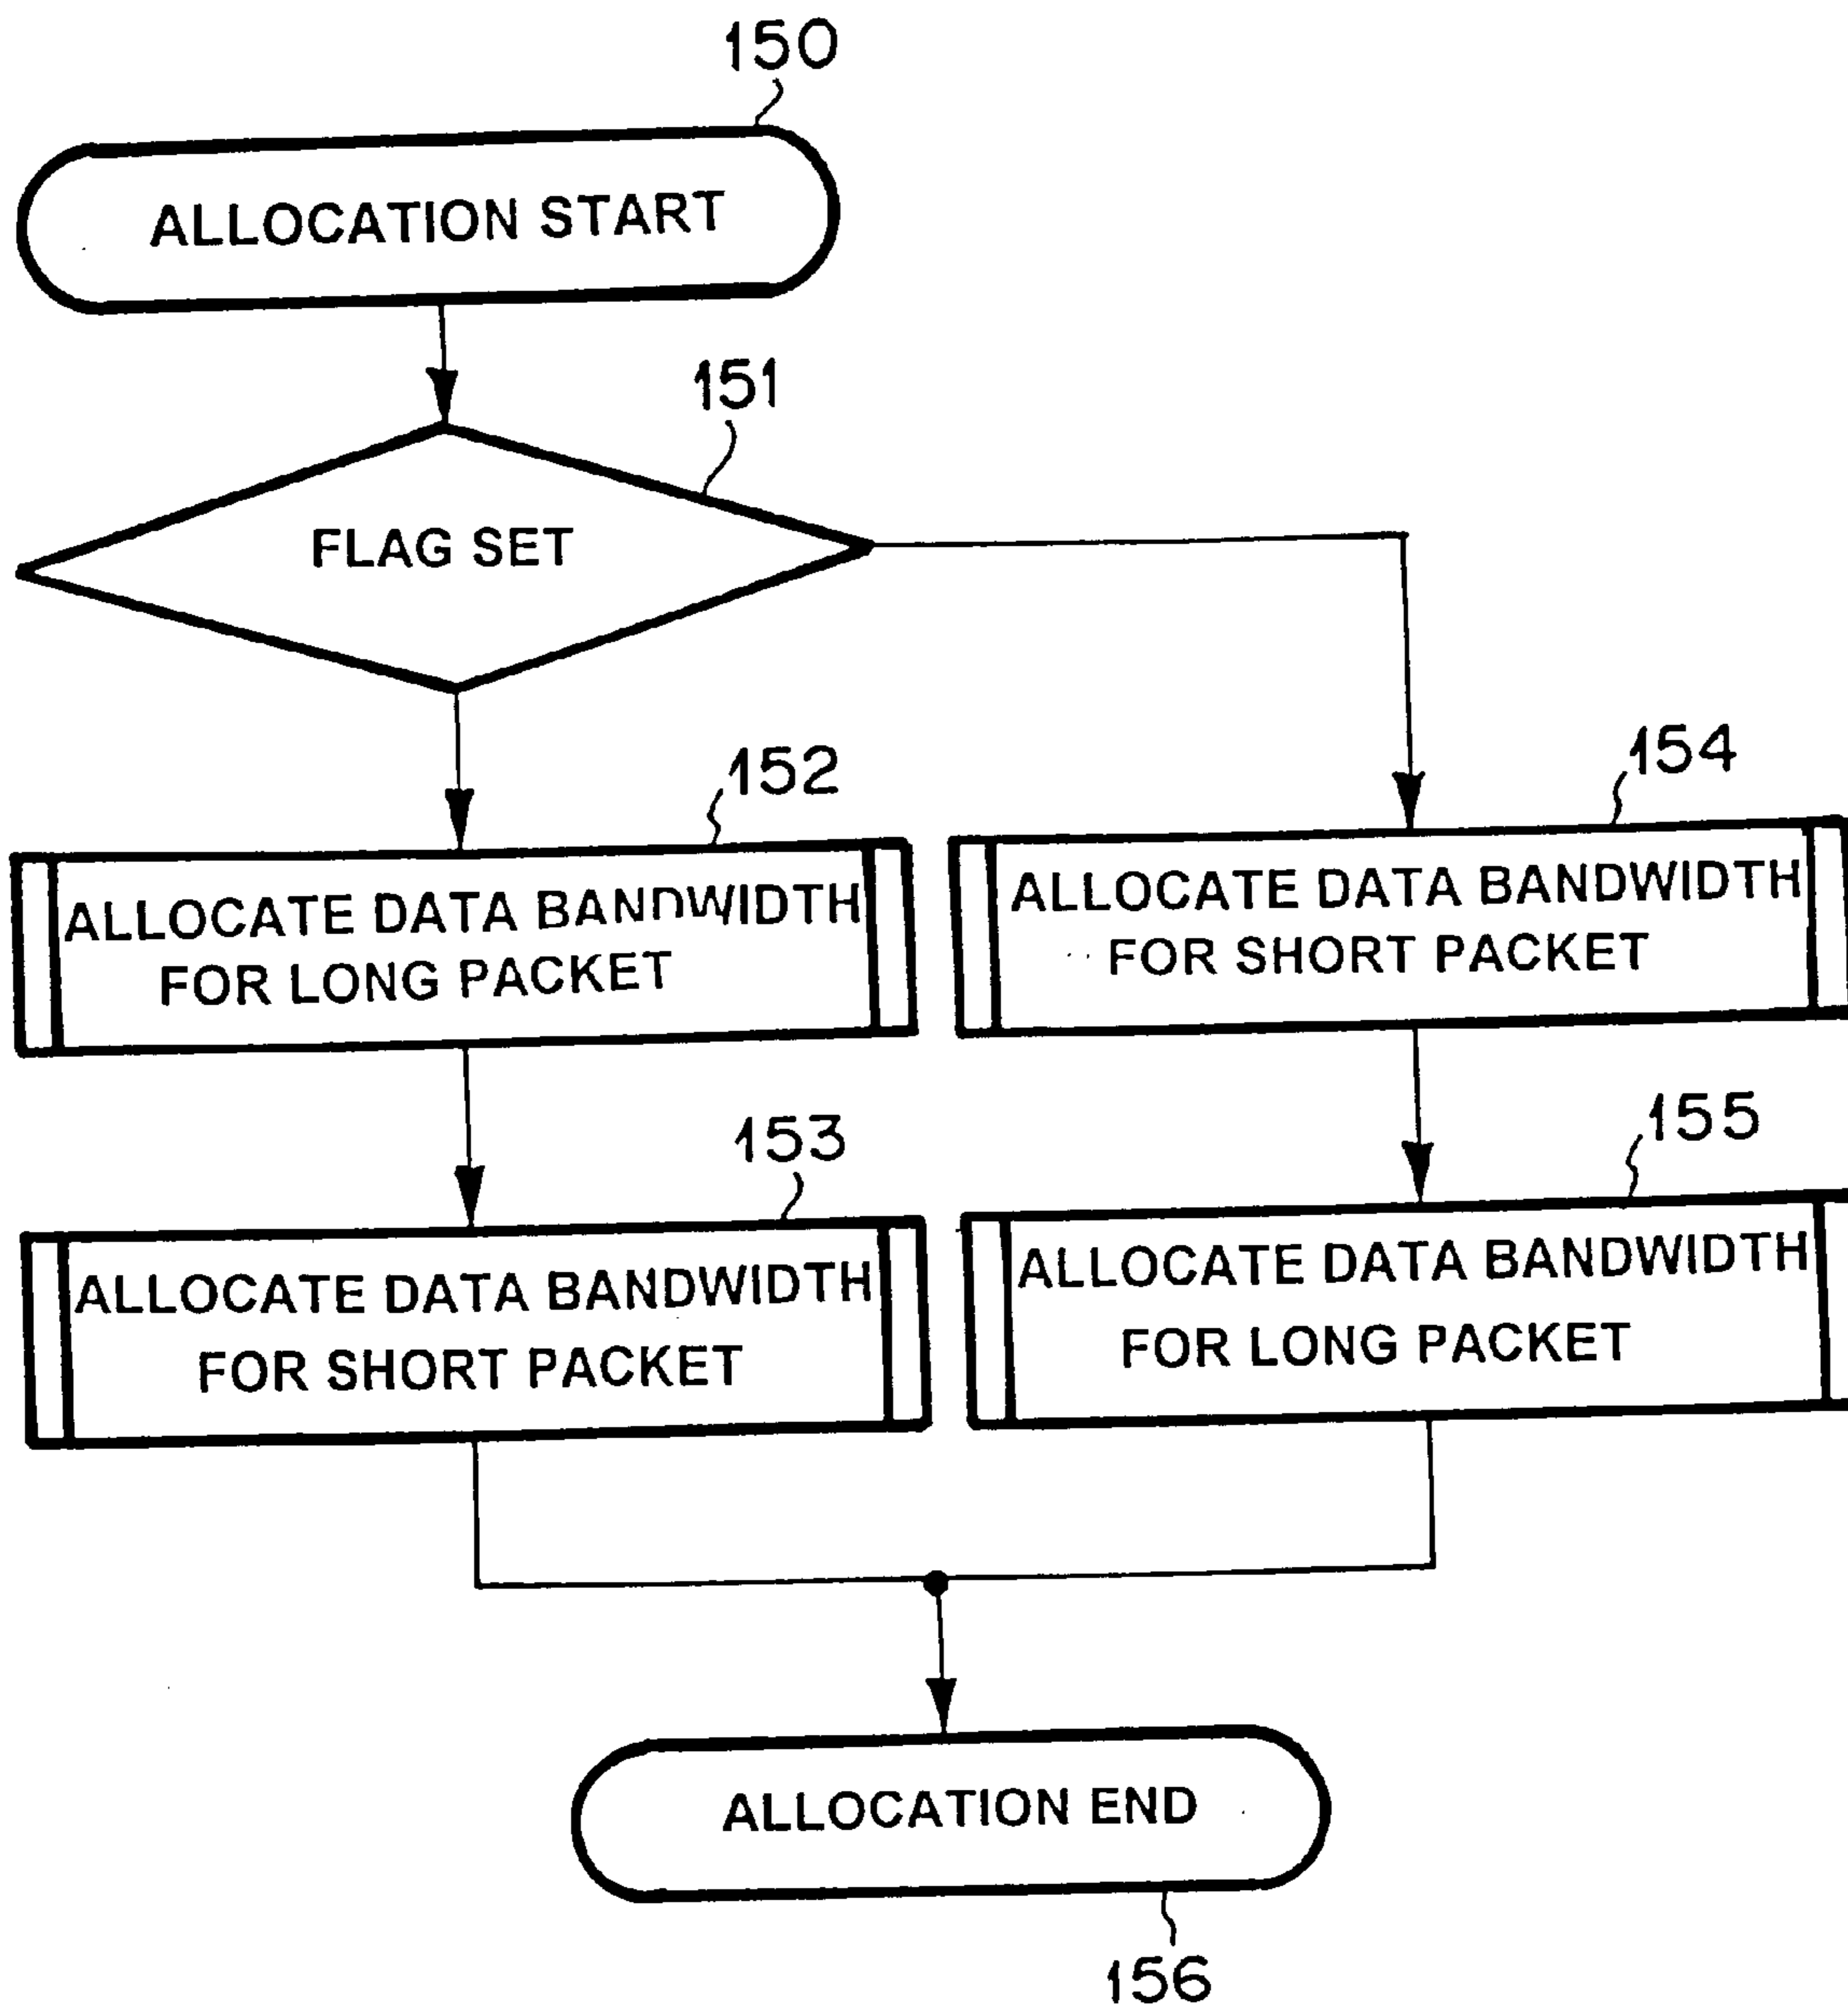 150
ALLOCATION START
151
FLAG SET
152
ALLOCATE DATA BANDWIDTH
FOR LONG PACKET
154
ALLOCATE DATA BANDWIDTH
FOR SHORT PACKET
153
ALLOCATE DATA BANDWIDTH
FOR SHORT PACKET
155
ALLOCATE DATA BANDWIDTH
FOR LONG PACKET
ALLOCATION END
156